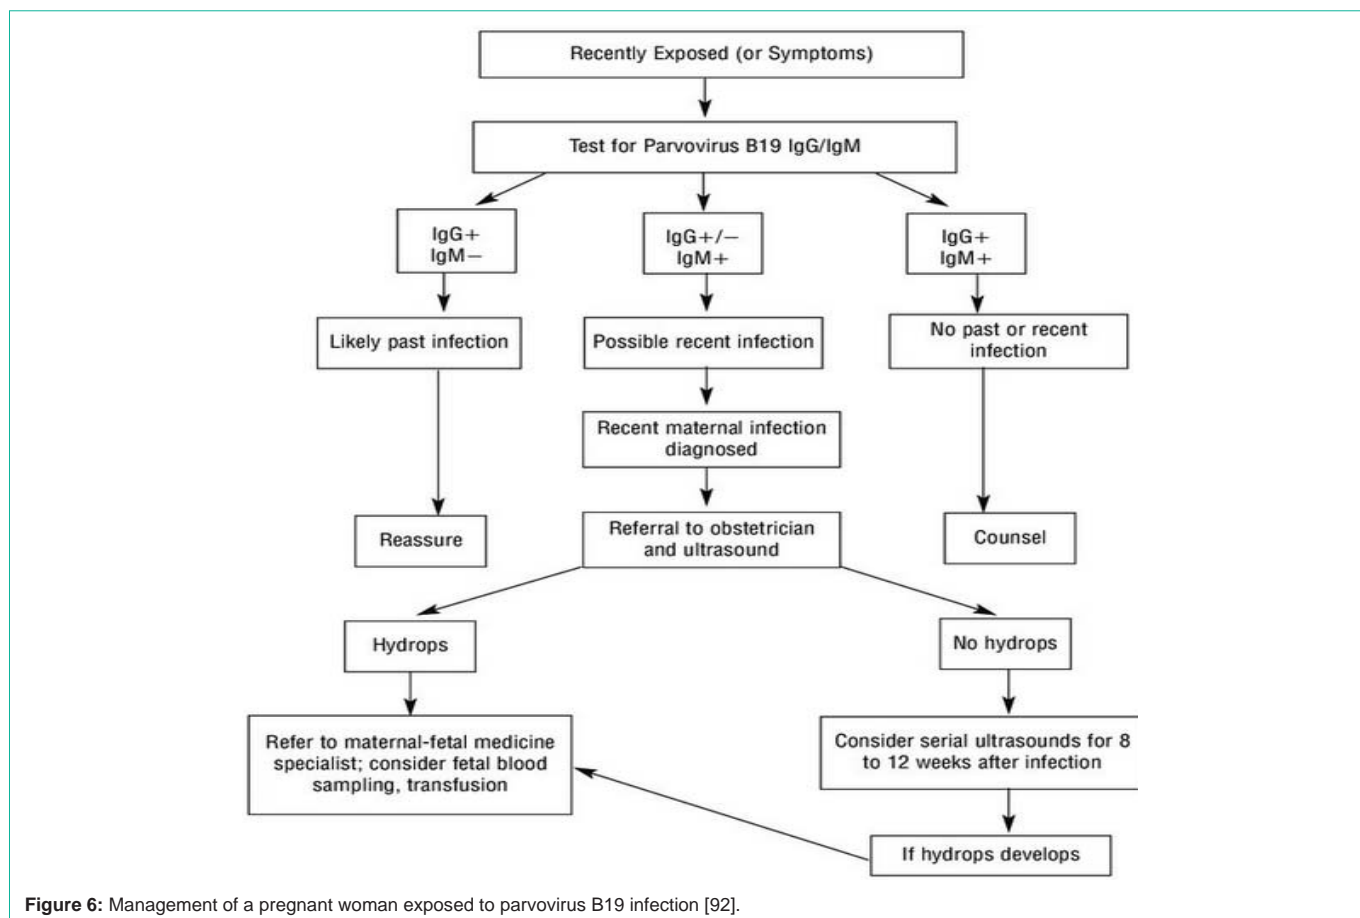 Recently Exposed (or Symptoms)
Test for Parvovirus B19 IgG/IgM
IgG+
IgM−
IgG+/−
IgM+
IgG+
IgM+
Likely past infection
Possible recent infection
No past or recent
infection
Recent maternal infection
diagnosed
Reassure
Referral to obstetrician
and ultrasound
Counsel
Hydrops
No hydrops
Refer to maternal-fetal medicine
specialist; consider fetal blood
sampling, transfusion
Consider serial ultrasounds for 8
to 12 weeks after infection
If hydrops develops
Figure 6: Management of a pregnant woman exposed to parvovirus B19 infection [92].